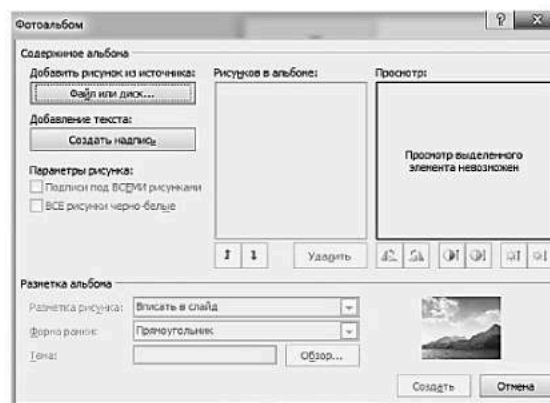 Фотоальбом
Содержимое альбома
Добавить рисунок из источника:
Файл или диск...
Добавление текста:
Создать надпись
Параметры рисунка:
Подписи под ВСЕМИ рисунками
ВСЕ рисунки черно-белые
Рисунков в альбоме:
Удалить
Просмотр:
Просмотр выделенного
элемента невозможен
Разметка альбома
Разметка рисунка:
Вписать в слайд
Форма рамки:
Прямоугольник
Тема:
Обзор...
Создать
Отмена